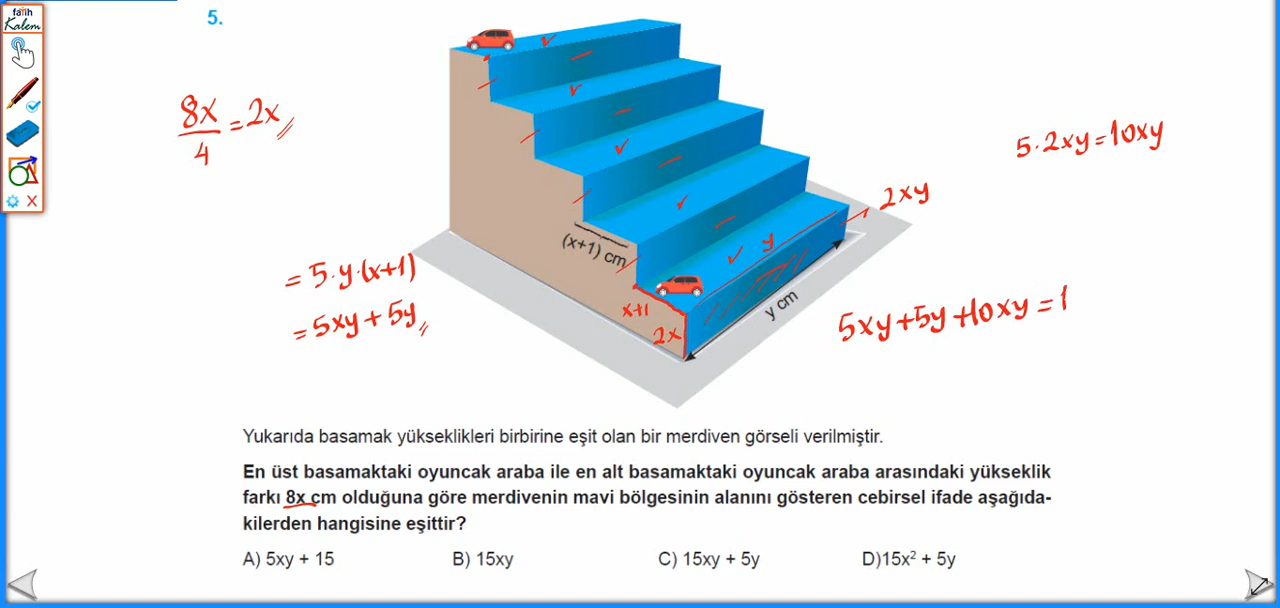 fatih
Kalem
5.
8x/4 = 2x
5·2xy=10xy
2xy
y
(x+1) cm
= 5·y·(x+1)
x+1
y cm
= 5xy + 5y
2x
5xy+5y+10xy = 1
Yukarıda basamak yükseklikleri birbirine eşit olan bir merdiven görseli verilmiştir.
En üst basamaktaki oyuncak araba ile en alt basamaktaki oyuncak araba arasındaki yükseklik
farkı 8x cm olduğuna göre merdivenin mavi bölgesinin alanını gösteren cebirsel ifade aşağıda-
kilerden hangisine eşittir?
A) 5xy + 15 B) 15xy C) 15xy + 5y D)15x² + 5y